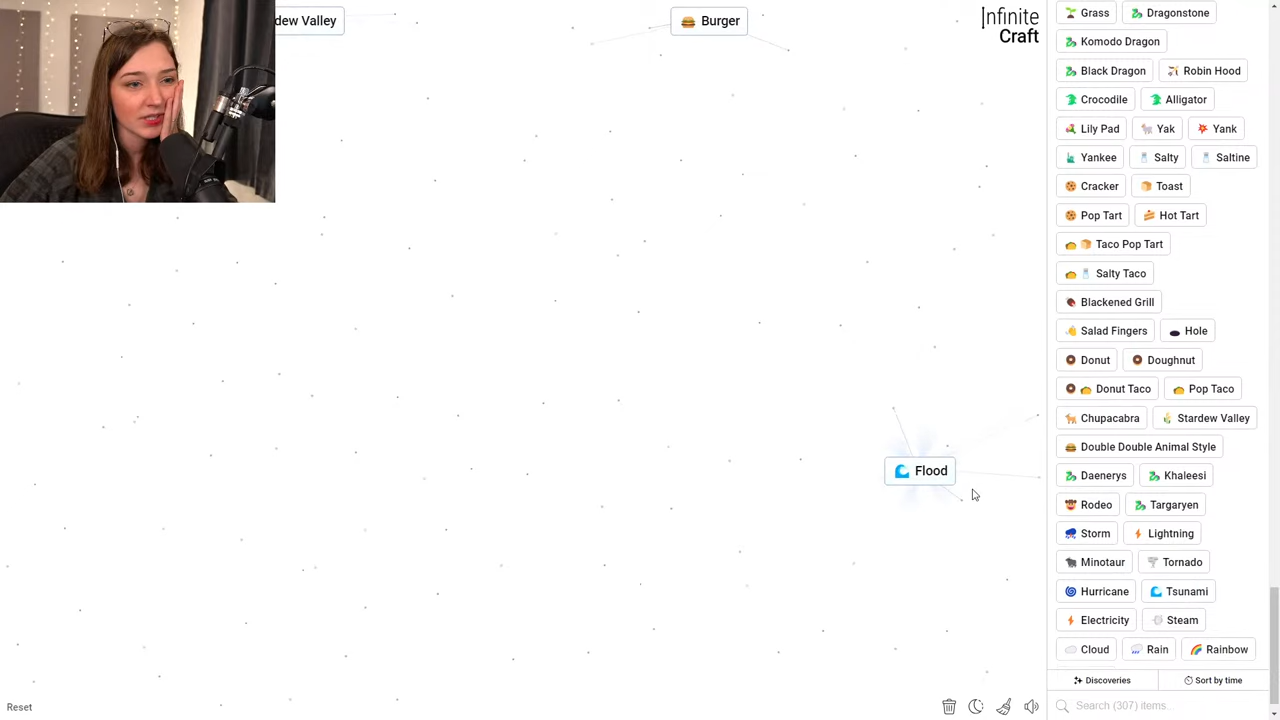 dew Valley
🍔 Burger
Infinite
Craft
🌊 Flood
Reset
Grass Dragonstone
Komodo Dragon
Black Dragon Robin Hood
Crocodile Alligator
Lily Pad Yak Yank
Yankee Salty Saltine
Cracker Toast
Pop Tart Hot Tart
Taco Pop Tart
Salty Taco
Blackened Grill
Salad Fingers Hole
Donut Doughnut
Donut Taco Pop Taco
Chupacabra Stardew Valley
Double Double Animal Style
Daenerys Khaleesi
Rodeo Targaryen
Storm Lightning
Minotaur Tornado
Hurricane Tsunami
Electricity Steam
Cloud Rain Rainbow
Discoveries Sort by time
Search (307) items...